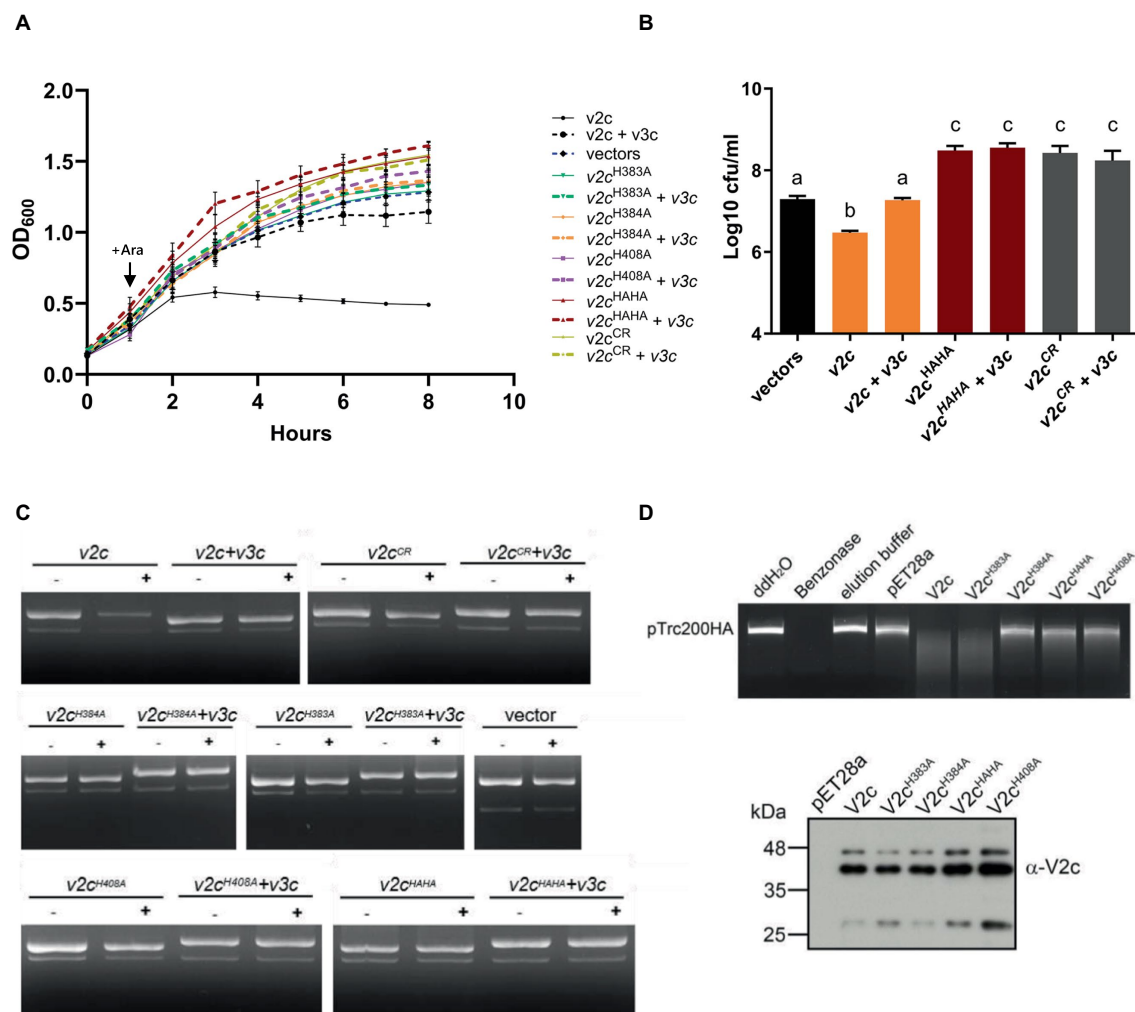 A
B
2.0
1.5
1.0
0.5
0.0
OD600
+Ara
0 2 4 6 8 10
Hours
v2c
v2c + v3c
vectors
v2cH383A
v2cH383A + v3c
v2cH384A
v2cH384A + v3c
v2cH408A
v2cH408A + v3c
v2cHAHA
v2cHAHA + v3c
v2cCR
v2cCR + v3c
10
8
6
4
Log10 cfu/ml
a b a c c c c
vectors
v2c
v2c + v3c
v2cHAHA
v2cHAHA + v3c
v2cCR
v2cCR + v3c
C
v2c v2c+v3c v2cCR v2cCR+v3c
- + - + - + - +
v2cH384A v2cH384A+v3c v2cH383A v2cH383A+v3c vector
- + - + - + - + - +
v2cH408A v2cH408A+v3c v2cHAHA v2cHAHA+v3c
- + - + - + - +
D
ddH2O Benzonase elution buffer pET28a V2c V2cH383A V2cH384A V2cHAHA V2cH408A
pTrc200HA
pET28a V2c V2cH383A V2cH384A V2cHAHA V2cH408A
kDa
48
35
25
α-V2c